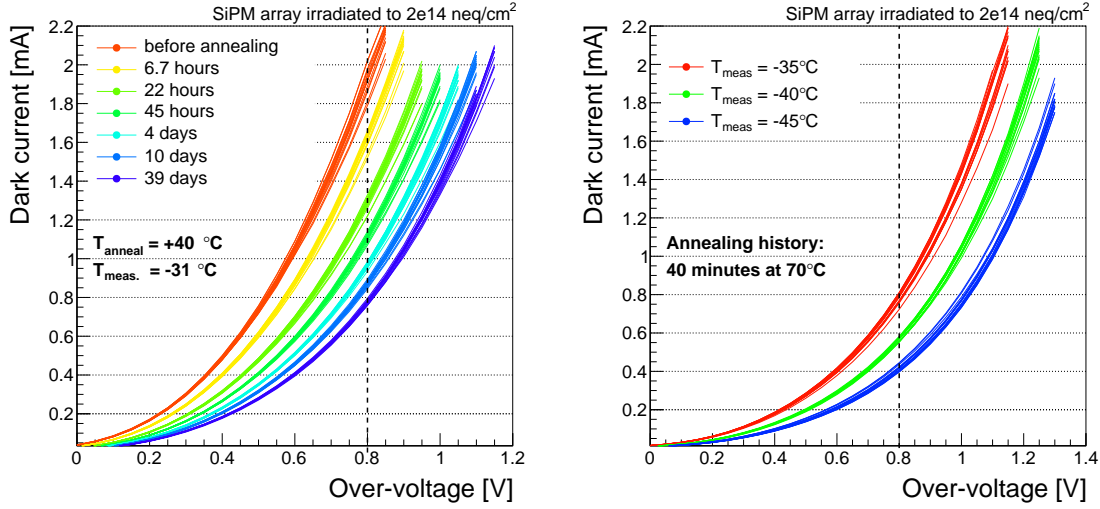 SiPM array irradiated to 2e14 neq/cm²
Dark current [mA]
2.2
2
1.8
1.6
1.4
1.2
1
0.8
0.6
0.4
0.2
before annealing
6.7 hours
22 hours
45 hours
4 days
10 days
39 days
T_anneal = +40 °C
T_meas. = -31 °C
0 0.2 0.4 0.6 0.8 1 1.2
Over-voltage [V]
SiPM array irradiated to 2e14 neq/cm²
Dark current [mA]
2.2
2
1.8
1.6
1.4
1.2
1
0.8
0.6
0.4
0.2
T_meas = -35°C
T_meas = -40°C
T_meas = -45°C
Annealing history:
40 minutes at 70°C
0 0.2 0.4 0.6 0.8 1 1.2 1.4
Over-voltage [V]